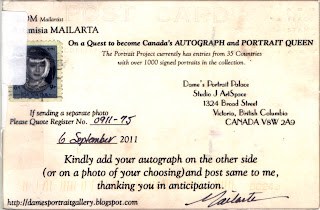 OM Mailartist
misia MAILARTA
On a Quest to become Canada's AUTOGRAPH and PORTRAIT QUEEN
The Portrait Project currently has entries from 35 Countries
with over 1000 signed portraits in the collection.
Dame's Portrait Palace
Studio J ArtSpace
1324 Broad Street
Victoria, British Columbia
CANADA V8W 2A9
If sending a separate photo
Please Quote Register No. 0911-75
6 September 2011
Kindly add your autograph on the other side
(or on a photo of your choosing) and post same to me,
thanking you in anticipation.
Mailarta
http://damesportraitgallery.blogspot.com